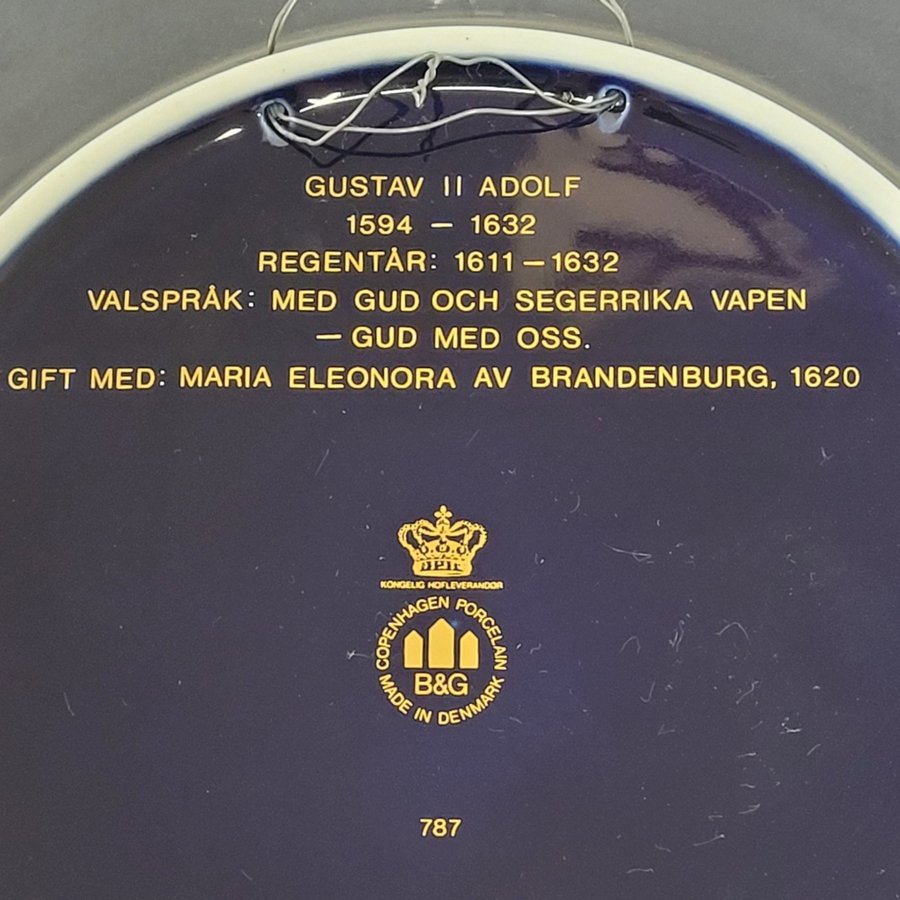 GUSTAV II ADOLF
1594 – 1632
REGENTÅR: 1611 – 1632
VALSPRÅK: MED GUD OCH SEGERRIKA VAPEN
– GUD MED OSS.
GIFT MED: MARIA ELEONORA AV BRANDENBURG, 1620
KONGELIG HOFLEVERANDØR
COPENHAGEN PORCELAIN
B&G
MADE IN DENMARK
787